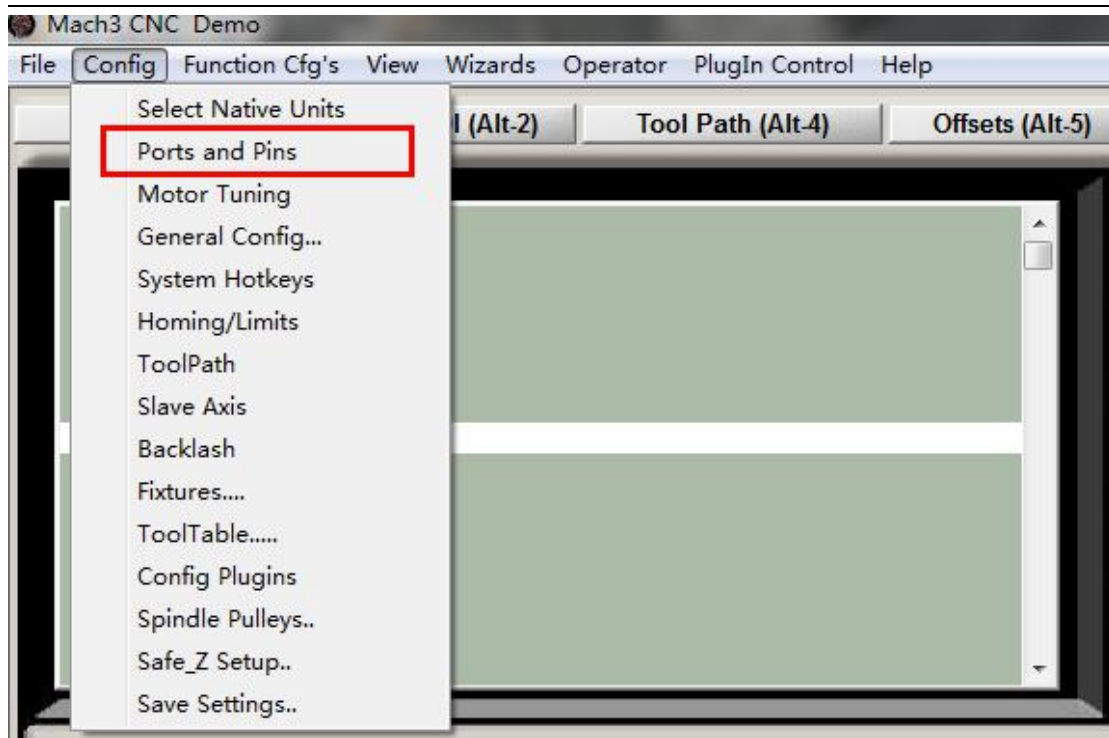 Mach3 CNC Demo
File Config Function Cfg's View Wizards Operator PlugIn Control Help
(Alt-2) Tool Path (Alt-4) Offsets (Alt-5)
Select Native Units
Ports and Pins
Motor Tuning
General Config...
System Hotkeys
Homing/Limits
ToolPath
Slave Axis
Backlash
Fixtures....
ToolTable.....
Config Plugins
Spindle Pulleys..
Safe_Z Setup..
Save Settings..